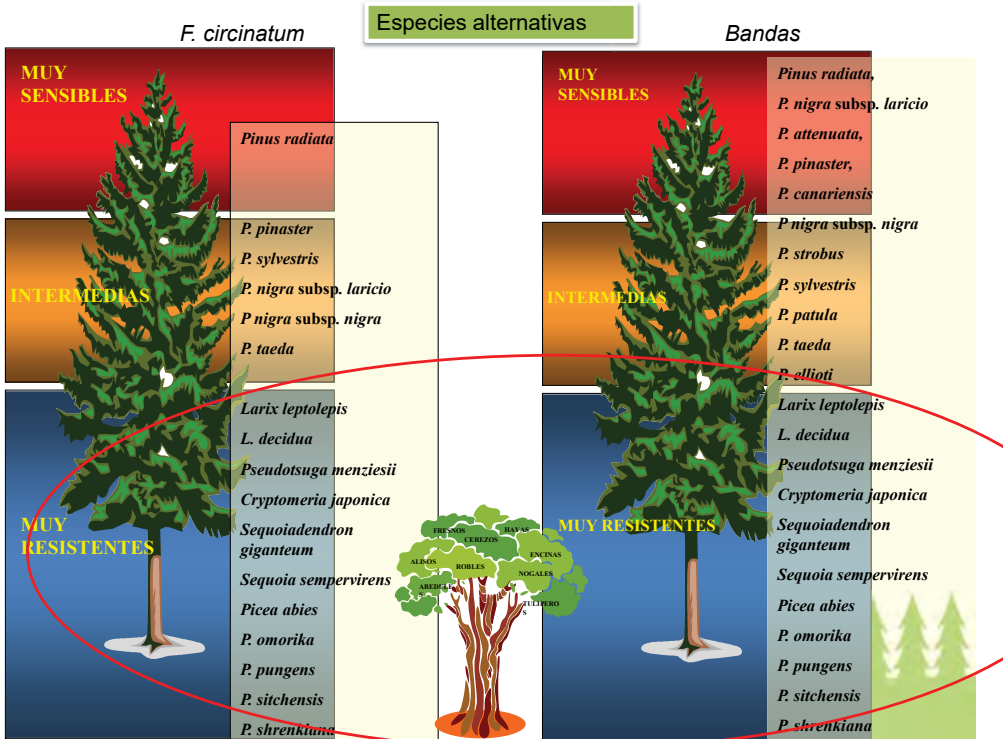 Especies alternativas
F. circinatum
MUY
SENSIBLES
Pinus radiata
INTERMEDIAS
P. pinaster
P. sylvestris
P. nigra subsp. laricio
P nigra subsp. nigra
P. taeda
MUY
RESISTENTES
Larix leptolepis
L. decidua
Pseudotsuga menziesii
Cryptomeria japonica
Sequoiadendron
giganteum
Sequoia sempervirens
Picea abies
P. omorika
P. pungens
P. sitchensis
P. shrenkiana
FRESNOS
HAYAS
CEREZOS
ENCINAS
ALISOS
ROBLES
NOGALES
ABEDULE
S
TULIPERO
S
Bandas
MUY
SENSIBLES
Pinus radiata,
P. nigra subsp. laricio
P. attenuata,
P. pinaster,
P. canariensis
P nigra subsp. nigra
INTERMEDIAS
P. strobus
P. sylvestris
P. patula
P. taeda
P. ellioti
MUY RESISTENTES
Larix leptolepis
L. decidua
Pseudotsuga menziesii
Cryptomeria japonica
Sequoiadendron
giganteum
Sequoia sempervirens
Picea abies
P. omorika
P. pungens
P. sitchensis
P. shrenkiana